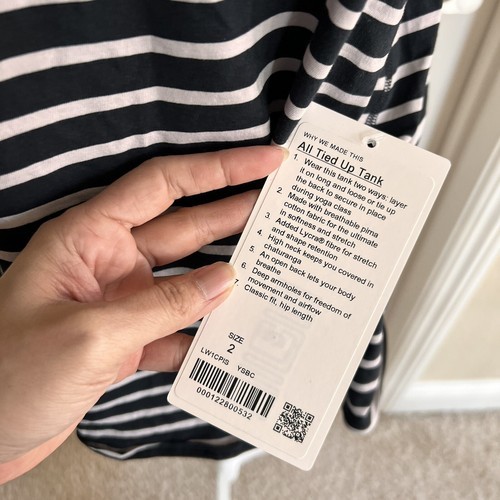 WHY WE MADE THIS
All Tied Up Tank
1. Wear this tank two ways: layer
it on long and loose or tie up
the back to secure in place
during yoga class
2. Made with breathable pima
cotton fabric for the ultimate
in softness and stretch
3. Added Lycra® fibre for stretch
and shape retention
4. High neck keeps you covered in
chaturanga
5. An open back lets your body
breathe
6. Deep armholes for freedom of
movement and airflow
7. Classic fit, hip length
SIZE
2
LW1CPIS YSBC
000122800532